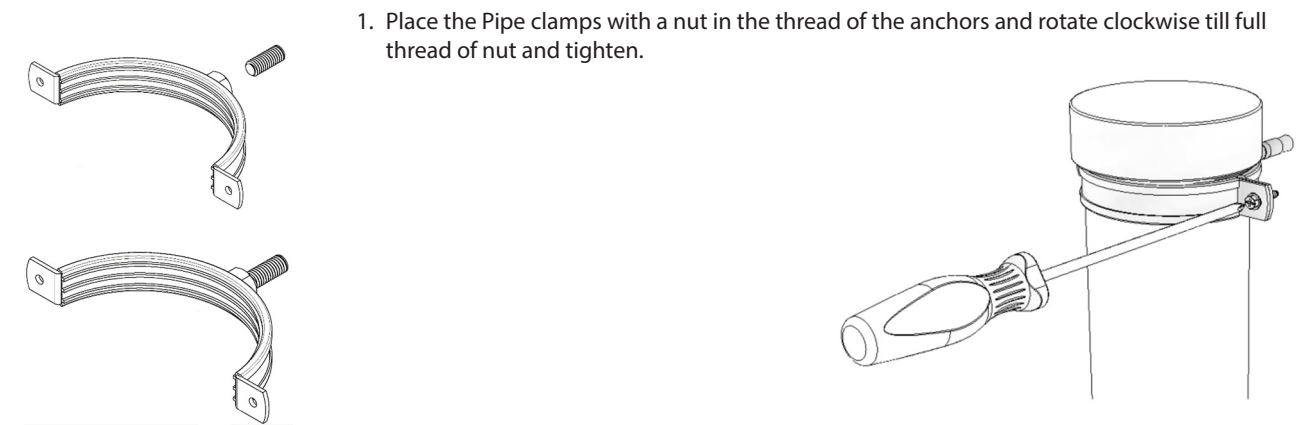 1. Place the Pipe clamps with a nut in the thread of the anchors and rotate clockwise till full
thread of nut and tighten.